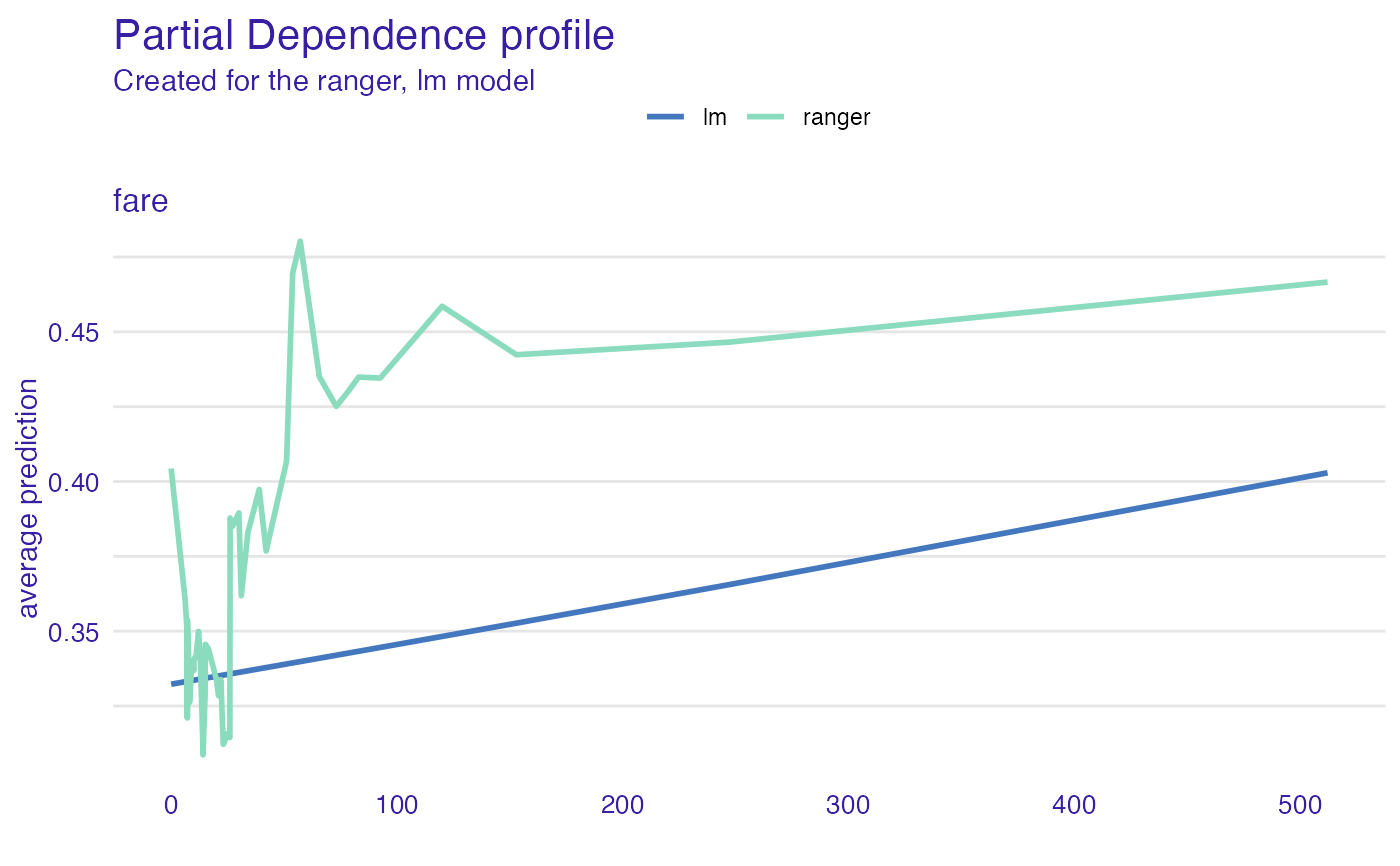 Partial Dependence profile
Created for the ranger, lm model
lm ranger
fare
average prediction
0.45
0.40
0.35
0 100 200 300 400 500